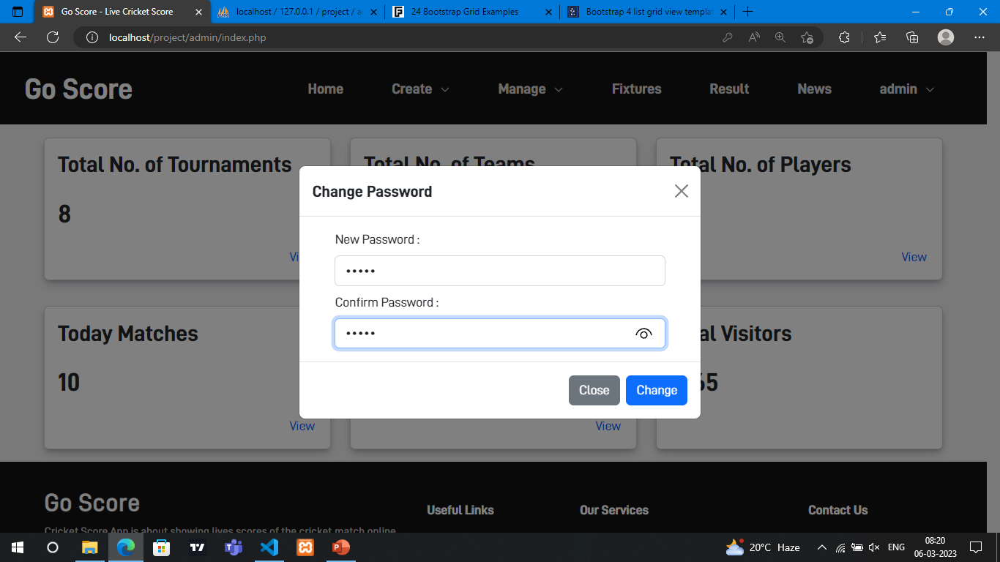 Go Score - Live Cricket Score
localhost / 127.0.0.1 / project / a
24 Bootstrap Grid Examples
Bootstrap 4 list grid view templa
localhost/project/admin/index.php
Go Score
Home
Create
Manage
Fixtures
Result
News
admin
Total No. of Tournaments
8
Total No. of Teams
Total No. of Players
View
Change Password
New Password :
•••••
Confirm Password :
•••••
Close
Change
Today Matches
10
View
View
Visitors
Go Score
Cricket Score App is about showing lives scores of the cricket match online
Useful Links
Our Services
Contact Us
20°C Haze
ENG
08:20
06-03-2023